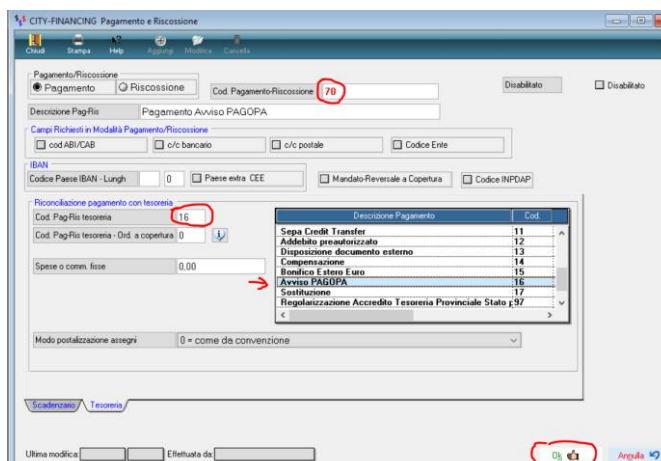 CITY-FINANCING Pagamento e Riscossione
Chiudi Stampa Help Aggiungi Modifica Cancella
Pagamento/Riscossione
Pagamento Riscossione Cod. Pagamento-Riscossione 70 Disabilitato Disabilitato
Descrizione Pag-Ris Pagamento Avviso PAGOPA
Campi Richiesti in Modalità Pagamento/Riscossione
cod ABI/CAB c/c bancario c/c postale Codice Ente
IBAN
Codice Paese IBAN - Lungh 0 Paese extra CEE Mandato-Reversale a Copertura Codice INPDAP
Riconciliazione pagamento con tesoreria
Cod. Pag-Ris tesoreria 16
Cod. Pag-Ris tesoreria - Ord. a copertura 0
Spese o comm. fisse 0,00
Descrizione Pagamento Cod.
Sepa Credit Transfer 11
Addebito preautorizzato 12
Disposizione documento esterno 13
Compensazione 14
Bonifico Estero Euro 15
Avviso PAGOPA 16
Sostituzione 17
Regolarizzazione Accredito Tesoreria Provinciale Stato p 97
Modo postalizzazione assegni 0 = come da convenzione
Scadenzario Tesoreria
Ultima modifica: Effettuata da: Ok Annulla